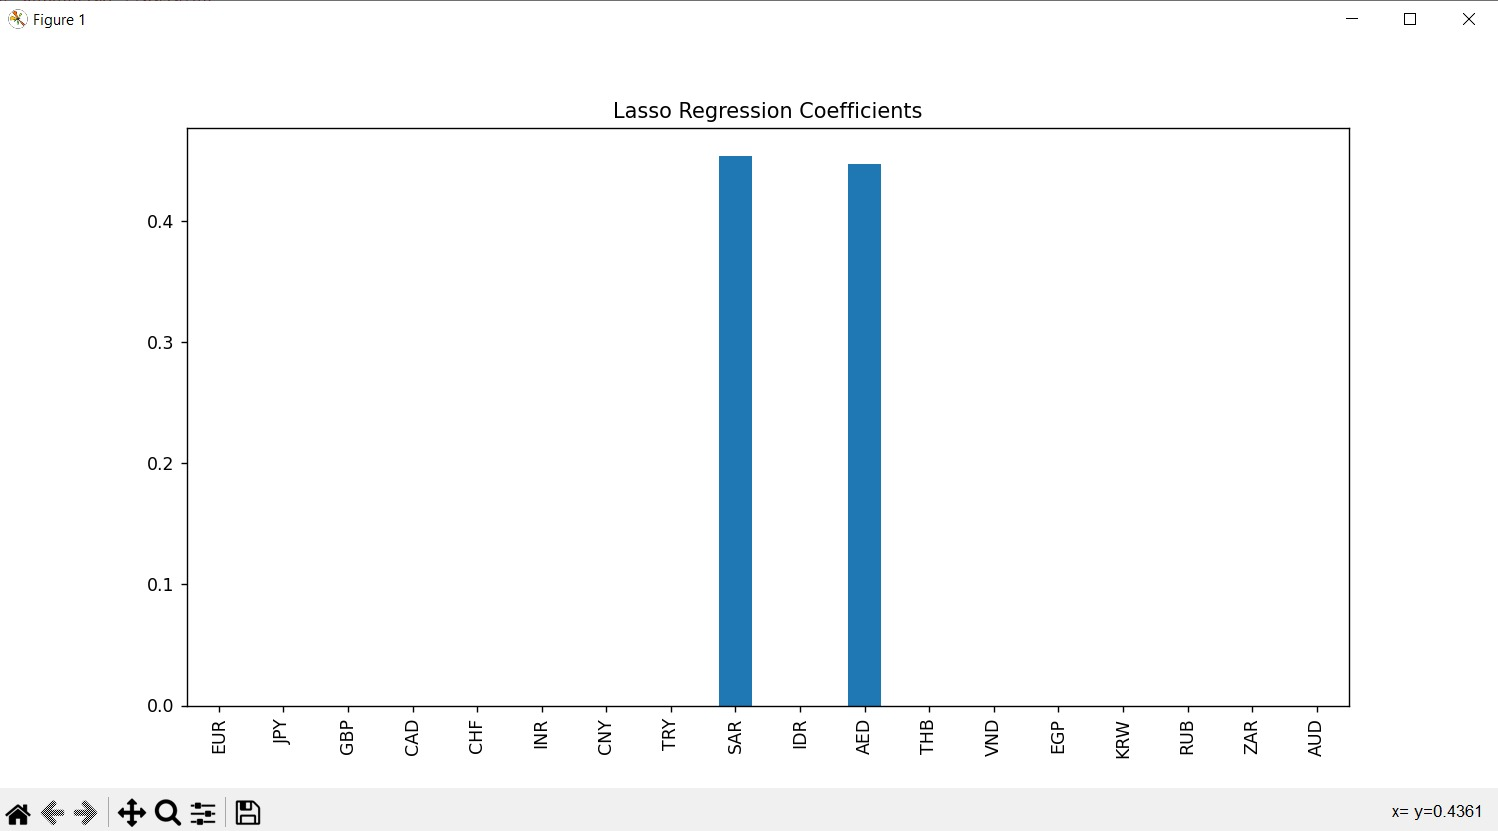 Figure 1
Lasso Regression Coefficients
0.4
0.3
0.2
0.1
0.0
EUR JPY GBP CAD CHF INR CNY TRY SAR IDR AED THB VND EGP KRW RUB ZAR AUD
x= y=0.4361